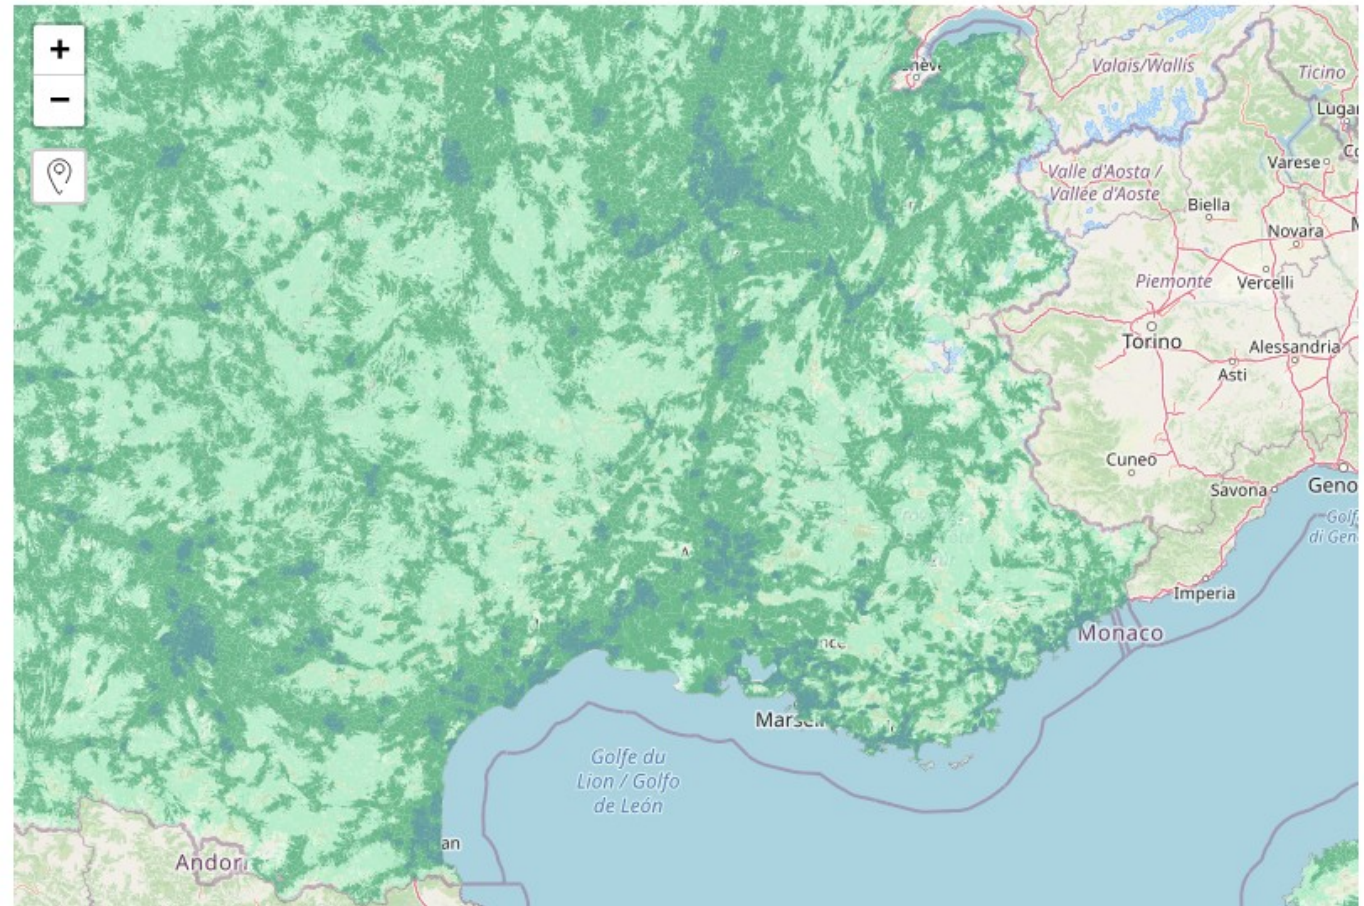 +
−
Valais/Wallis
Ticino
Varese
Valle d'Aosta /
Vallée d'Aoste
Biella
Novara
Piemonte
Vercelli
Torino
Alessandria
Asti
Cuneo
Savona
Imperia
Monaco
Golfe du
Lion / Golfo
de León